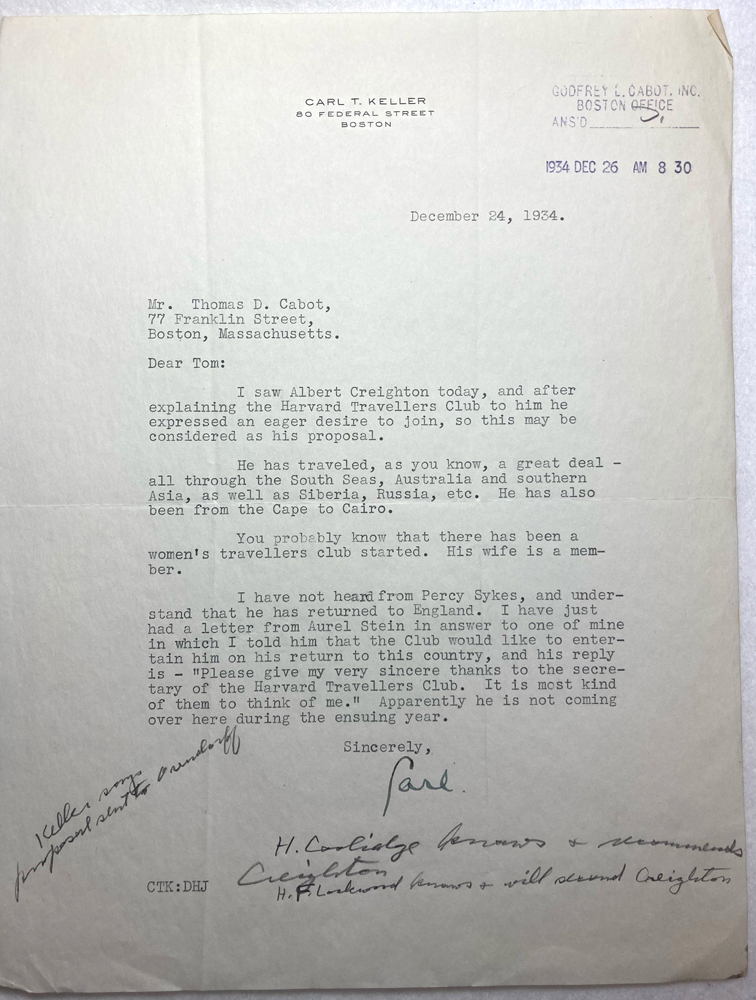 CARL T. KELLER
80 FEDERAL STREET
BOSTON
GODFREY L. CABOT, INC.
BOSTON OFFICE
ANS'D
1934 DEC 26 AM 8 30
December 24, 1934.
Mr. Thomas D. Cabot,
77 Franklin Street,
Boston, Massachusetts.
Dear Tom:
I saw Albert Creighton today, and after
explaining the Harvard Travellers Club to him he
expressed an eager desire to join, so this may be
considered as his proposal.
He has traveled, as you know, a great deal -
all through the South Seas, Australia and southern
Asia, as well as Siberia, Russia, etc. He has also
been from the Cape to Cairo.
You probably know that there has been a
women's travellers club started. His wife is a mem-
ber.
I have not heard from Percy Sykes, and under-
stand that he has returned to England. I have just
had a letter from Aurel Stein in answer to one of mine
in which I told him that the Club would like to enter-
tain him on his return to this country, and his reply
is - "Please give my very sincere thanks to the secre-
tary of the Harvard Travellers Club. It is most kind
of them to think of me." Apparently he is not coming
over here during the ensuing year.
Sincerely,
Carl.
Keller says
proposal sent to Orendorff
H. Coolidge knows & recommends
Creighton
H. F. Lockwood knows & will second Creighton
CTK:DHJ